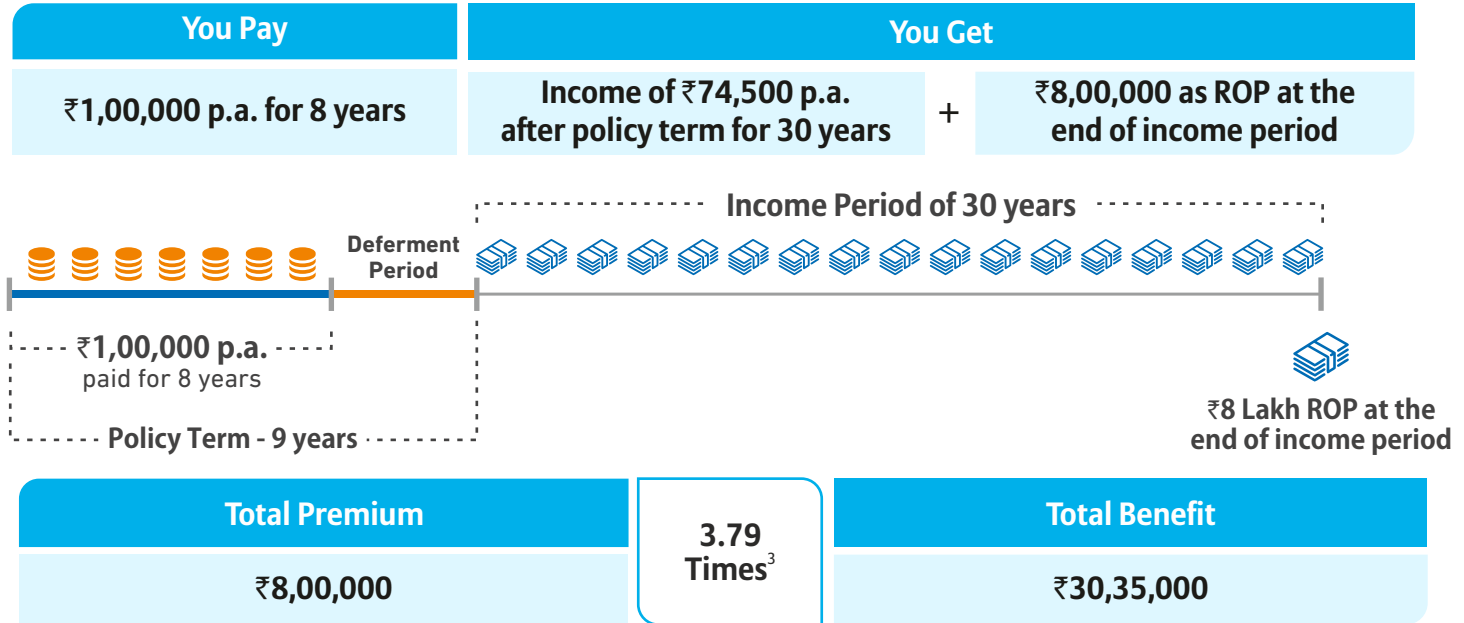 You Pay
You Get
₹1,00,000 p.a. for 8 years
Income of ₹74,500 p.a.
after policy term for 30 years
+
₹8,00,000 as ROP at the
end of income period
Income Period of 30 years
Deferment
Period
₹1,00,000 p.a.
paid for 8 years
Policy Term - 9 years
₹8 Lakh ROP at the
end of income period
Total Premium
3.79
Times3
Total Benefit
₹8,00,000
₹30,35,000